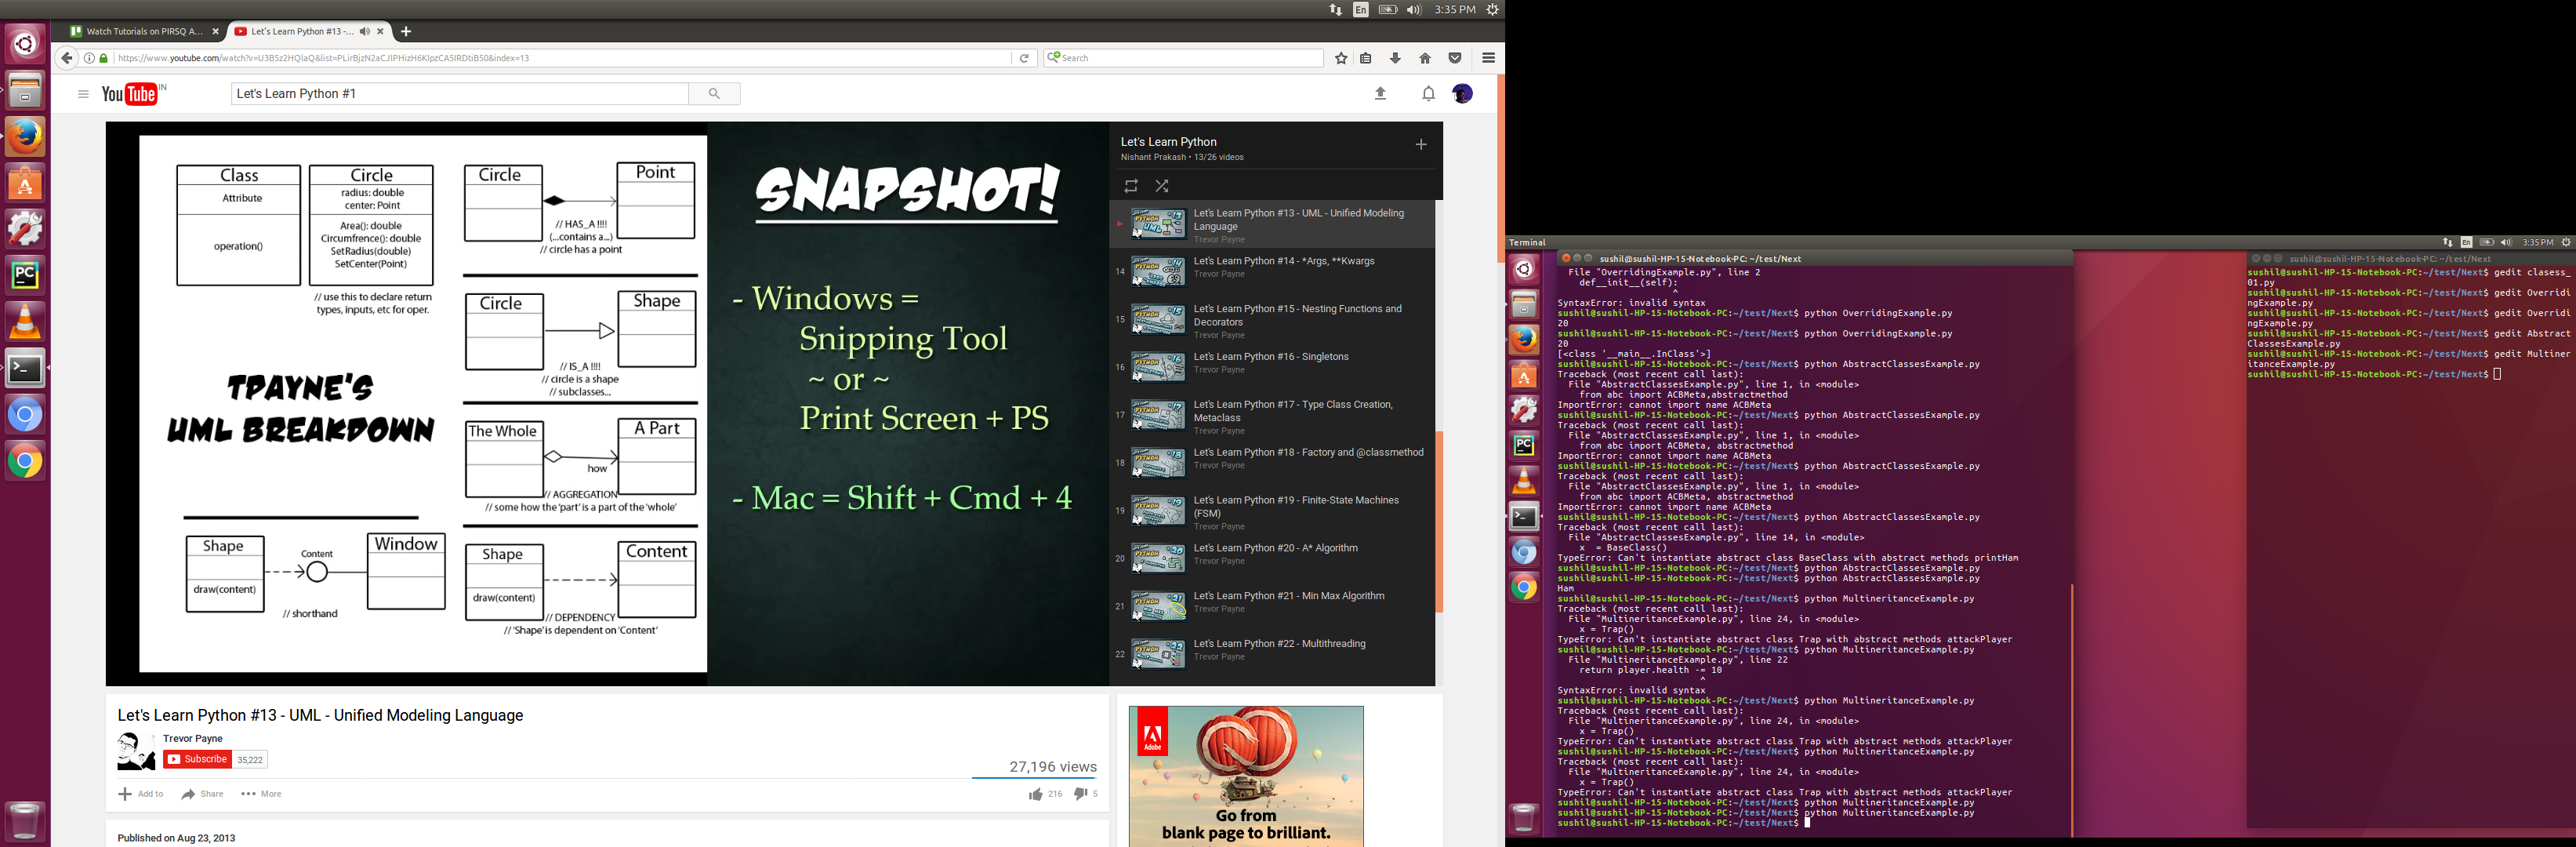 En
3:35 PM
Watch Tutorials on PIRSQ A...
Let's Learn Python #13 -...
https://www.youtube.com/watch?v=U3B5z2HQlaQ&list=PLirBjzN2aCJlPHizH6KIpzCA5lRDtiB50&index=13
Search
YouTube IN
Let's Learn Python #1
Class
Attribute
operation()
Circle
radius: double
center: Point
Area(): double
Circumfrence(): double
SetRadius(double)
SetCenter(Point)
// use this to declare return
types, inputs, etc for oper.
TPAYNE'S
UML BREAKDOWN
Shape
draw(content)
Content
Window
// shorthand
Circle
Point
// HAS_A !!!!
(...contains a...)
// circle has a point
Circle
Shape
// IS_A !!!!
// circle is a shape
// subclasses...
The Whole
A Part
how
// AGGREGATION
// some how the 'part' is a part of the 'whole'
Shape
draw(content)
Content
// DEPENDENCY
// 'Shape' is dependent on 'Content'
SNAPSHOT!
- Windows =
Snipping Tool
~ or ~
Print Screen + PS
- Mac = Shift + Cmd + 4
Let's Learn Python
Nishant Prakash • 13/26 videos
Let's Learn Python #13 - UML - Unified Modeling
Language
Trevor Payne
14
Let's Learn Python #14 - *Args, **Kwargs
Trevor Payne
15
Let's Learn Python #15 - Nesting Functions and
Decorators
Trevor Payne
16
Let's Learn Python #16 - Singletons
Trevor Payne
17
Let's Learn Python #17 - Type Class Creation,
Metaclass
Trevor Payne
18
Let's Learn Python #18 - Factory and @classmethod
Trevor Payne
19
Let's Learn Python #19 - Finite-State Machines
(FSM)
Trevor Payne
20
Let's Learn Python #20 - A* Algorithm
Trevor Payne
21
Let's Learn Python #21 - Min Max Algorithm
Trevor Payne
22
Let's Learn Python #22 - Multithreading
Trevor Payne
Let's Learn Python #13 - UML - Unified Modeling Language
Trevor Payne
Subscribe 35,222
27,196 views
Add to
Share
More
216
5
Published on Aug 23, 2013
Adobe
Go from
blank page to brilliant.
Terminal
En
3:35 PM
sushil@sushil-HP-15-Notebook-PC: ~/test/Next
File "OverridingExample.py", line 2
def__init__(self):
^
SyntaxError: invalid syntax
sushil@sushil-HP-15-Notebook-PC:~/test/Next$ python OverridingExample.py
20
sushil@sushil-HP-15-Notebook-PC:~/test/Next$ python OverridingExample.py
20
[<class '__main__.InClass'>]
sushil@sushil-HP-15-Notebook-PC:~/test/Next$ python AbstractClassesExample.py
Traceback (most recent call last):
File "AbstractClassesExample.py", line 1, in <module>
from abc import ACBMeta,abstractmethod
ImportError: cannot import name ACBMeta
sushil@sushil-HP-15-Notebook-PC:~/test/Next$ python AbstractClassesExample.py
Traceback (most recent call last):
File "AbstractClassesExample.py", line 1, in <module>
from abc import ACBMeta, abstractmethod
ImportError: cannot import name ACBMeta
sushil@sushil-HP-15-Notebook-PC:~/test/Next$ python AbstractClassesExample.py
Traceback (most recent call last):
File "AbstractClassesExample.py", line 1, in <module>
from abc import ACBMeta, abstractmethod
ImportError: cannot import name ACBMeta
sushil@sushil-HP-15-Notebook-PC:~/test/Next$ python AbstractClassesExample.py
Traceback (most recent call last):
File "AbstractClassesExample.py", line 14, in <module>
x  = BaseClass()
TypeError: Can't instantiate abstract class BaseClass with abstract methods printHam
sushil@sushil-HP-15-Notebook-PC:~/test/Next$ python AbstractClassesExample.py
sushil@sushil-HP-15-Notebook-PC:~/test/Next$ python AbstractClassesExample.py
Ham
sushil@sushil-HP-15-Notebook-PC:~/test/Next$ python MultineritanceExample.py
Traceback (most recent call last):
File "MultineritanceExample.py", line 24, in <module>
x = Trap()
TypeError: Can't instantiate abstract class Trap with abstract methods attackPlayer
sushil@sushil-HP-15-Notebook-PC:~/test/Next$ python MultineritanceExample.py
File "MultineritanceExample.py", line 22
return player.health -= 10
^
SyntaxError: invalid syntax
sushil@sushil-HP-15-Notebook-PC:~/test/Next$ python MultineritanceExample.py
Traceback (most recent call last):
File "MultineritanceExample.py", line 24, in <module>
x = Trap()
TypeError: Can't instantiate abstract class Trap with abstract methods attackPlayer
sushil@sushil-HP-15-Notebook-PC:~/test/Next$ python MultineritanceExample.py
Traceback (most recent call last):
File "MultineritanceExample.py", line 24, in <module>
x = Trap()
TypeError: Can't instantiate abstract class Trap with abstract methods attackPlayer
sushil@sushil-HP-15-Notebook-PC:~/test/Next$ python MultineritanceExample.py
sushil@sushil-HP-15-Notebook-PC:~/test/Next$ python MultineritanceExample.py
sushil@sushil-HP-15-Notebook-PC:~/test/Next$
sushil@sushil-HP-15-Notebook-PC: ~/test/Next
sushil@sushil-HP-15-Notebook-PC:~/test/Next$ gedit clasess_
01.py
sushil@sushil-HP-15-Notebook-PC:~/test/Next$ gedit Overridi
ngExample.py
sushil@sushil-HP-15-Notebook-PC:~/test/Next$ gedit Overridi
ngExample.py
sushil@sushil-HP-15-Notebook-PC:~/test/Next$ gedit Abstract
ClassesExample.py
sushil@sushil-HP-15-Notebook-PC:~/test/Next$ gedit Multiner
itanceExample.py
sushil@sushil-HP-15-Notebook-PC:~/test/Next$